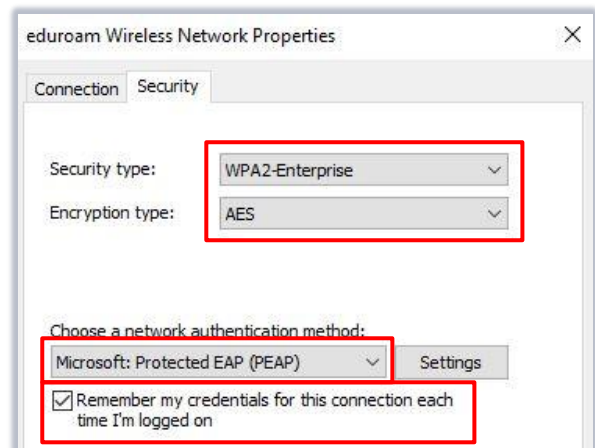 eduroam Wireless Network Properties
Connection Security
Security type: WPA2-Enterprise
Encryption type: AES
Choose a network authentication method:
Microsoft: Protected EAP (PEAP) Settings
Remember my credentials for this connection each
time I'm logged on